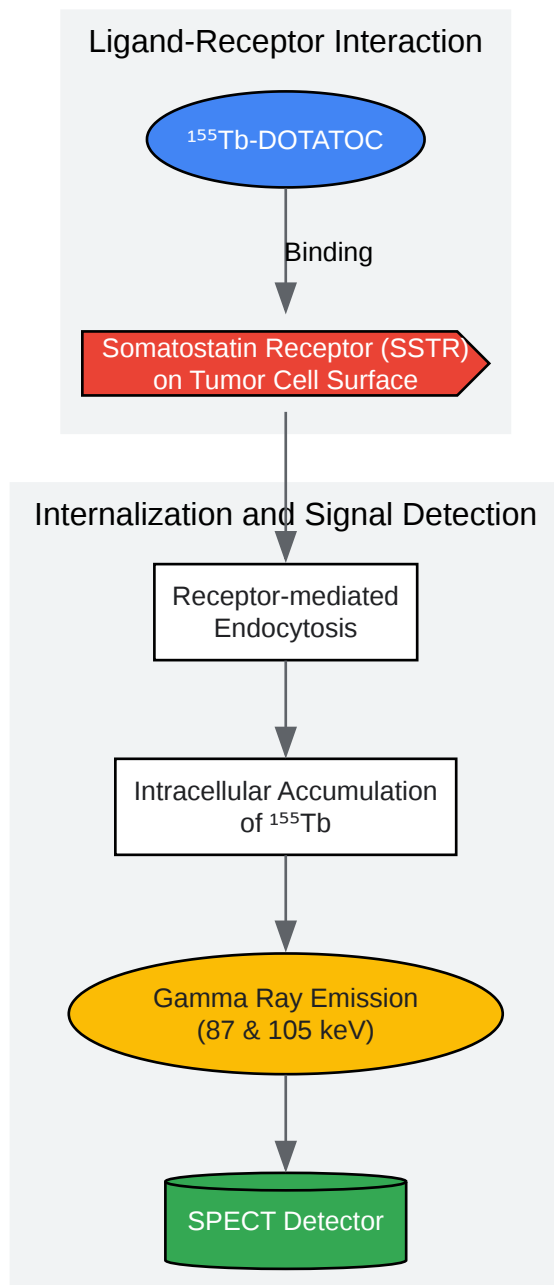 Ligand-Receptor Interaction
¹⁵⁵Tb-DOTATOC
Binding
Somatostatin Receptor (SSTR)
on Tumor Cell Surface
Internalization and Signal Detection
Receptor-mediated
Endocytosis
Intracellular Accumulation
of ¹⁵⁵Tb
Gamma Ray Emission
(87 & 105 keV)
SPECT Detector